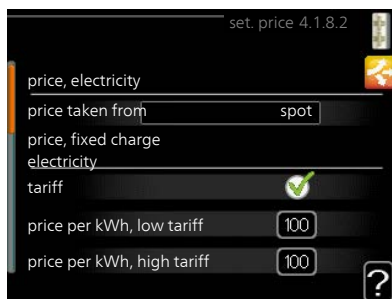 set. price 4.1.8.2
price, electricity
price taken from spot
price, fixed charge
electricity
tariff
price per kWh, low tariff 100
price per kWh, high tariff 100
?